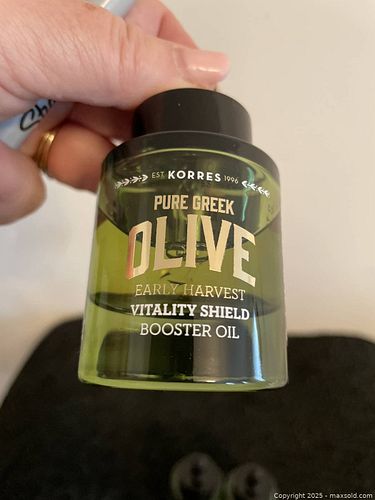 EST KORRES 1996
PURE GREEK
OLIVE
EARLY HARVEST
VITALITY SHIELD
BOOSTER OIL
Copyright 2025 - maxsold.com